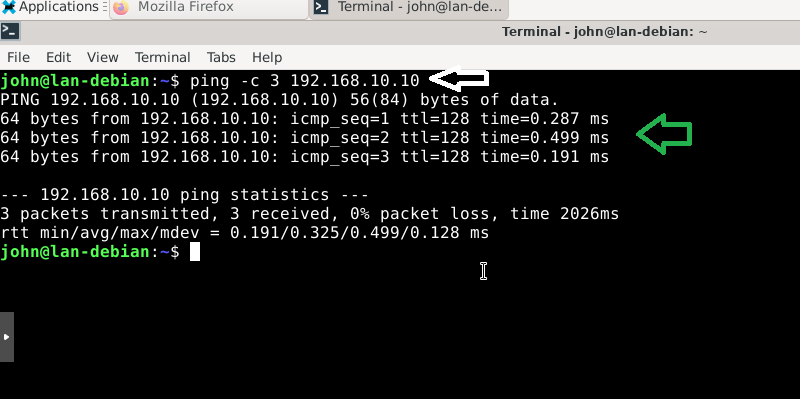 Applications
Mozilla Firefox
Terminal - john@lan-de...
Terminal - john@lan-debian: ~
File Edit View Terminal Tabs Help
john@lan-debian:~$ ping -c 3 192.168.10.10
PING 192.168.10.10 (192.168.10.10) 56(84) bytes of data.
64 bytes from 192.168.10.10: icmp_seq=1 ttl=128 time=0.287 ms
64 bytes from 192.168.10.10: icmp_seq=2 ttl=128 time=0.499 ms
64 bytes from 192.168.10.10: icmp_seq=3 ttl=128 time=0.191 ms
--- 192.168.10.10 ping statistics ---
3 packets transmitted, 3 received, 0% packet loss, time 2026ms
rtt min/avg/max/mdev = 0.191/0.325/0.499/0.128 ms
john@lan-debian:~$